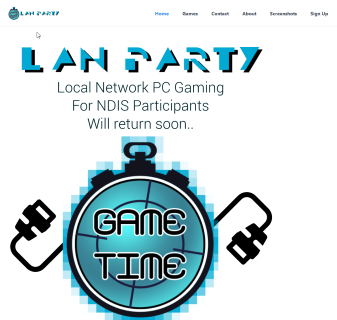 LAN PARTY
Home Games Contact About Screenshots Sign Up
LAN PARTY
Local Network PC Gaming
For NDIS Participants
Will return soon..
GAME
TIME